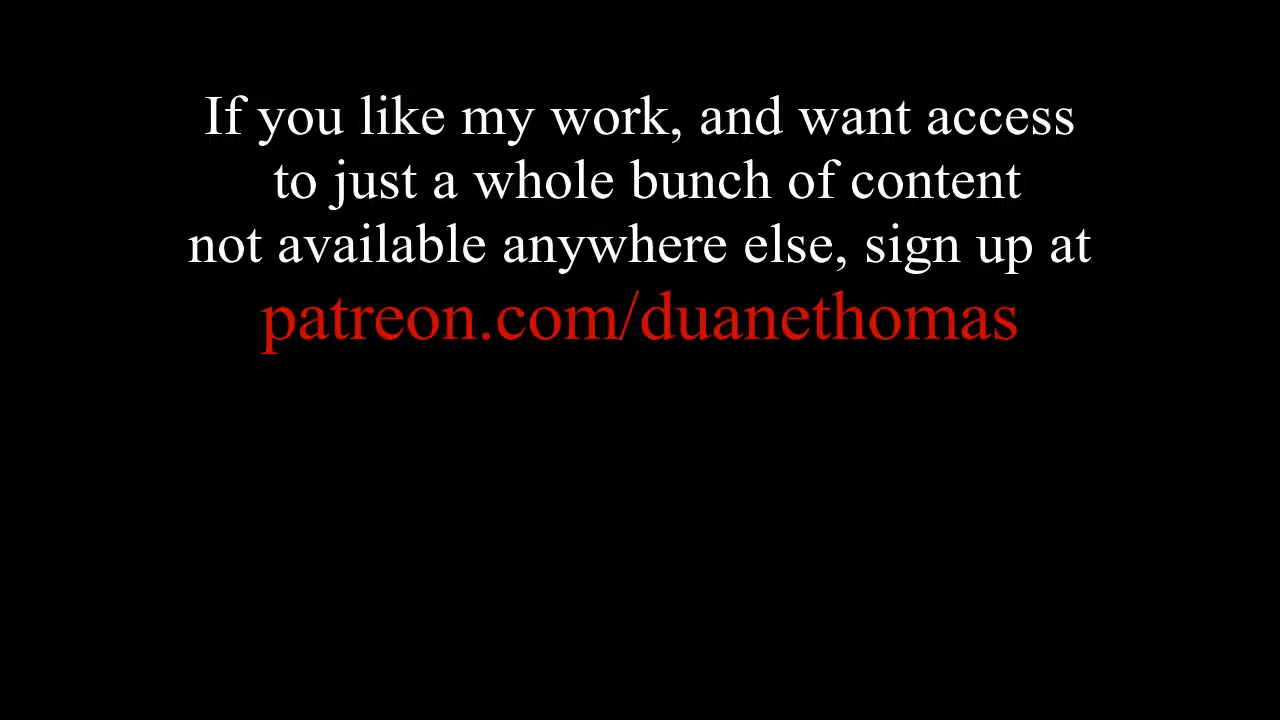 If you like my work, and want access
to just a whole bunch of content
not available anywhere else, sign up at
patreon.com/duanethomas